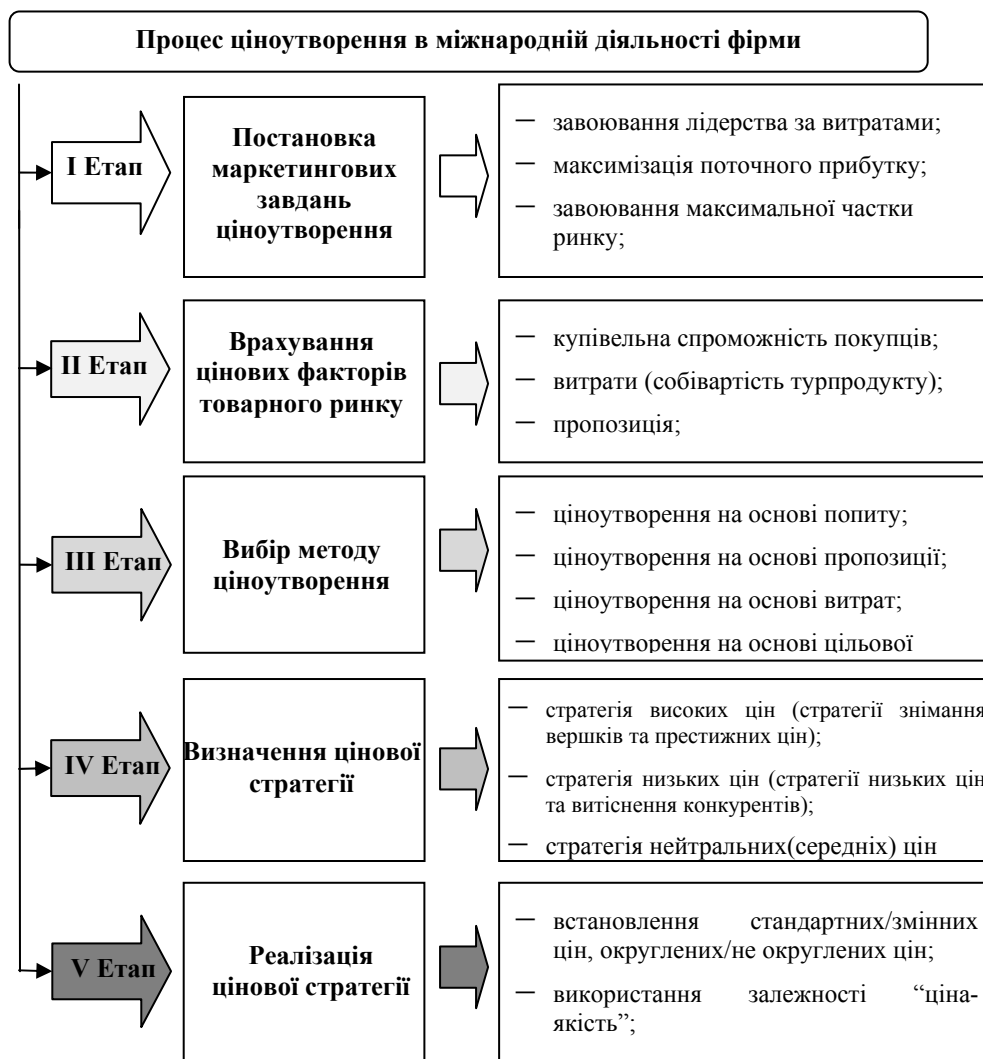 Процес ціноутворення в міжнародній діяльності фірми
І Етап
Постановка
маркетингових
завдань
ціноутворення
– завоювання лідерства за витратами;
– максимізація поточного прибутку;
– завоювання максимальної частки
ринку;
ІІ Етап
Врахування
цінових факторів
товарного ринку
– купівельна спроможність покупців;
– витрати (собівартість турпродукту);
– пропозиція;
ІІІ Етап
Вибір методу
ціноутворення
– ціноутворення на основі попиту;
– ціноутворення на основі пропозиції;
– ціноутворення на основі витрат;
– ціноутворення на основі цільової
IV Етап
Визначення цінової
стратегії
– стратегія високих цін (стратегії знімання
вершків та престижних цін);
– стратегія низьких цін (стратегії низьких цін
та витіснення конкурентів);
– стратегія нейтральних(середніх) цін
V Етап
Реалізація
цінової стратегії
– встановлення стандартних/змінних
цін, округлених/не округлених цін;
– використання залежності “ціна-
якість”;